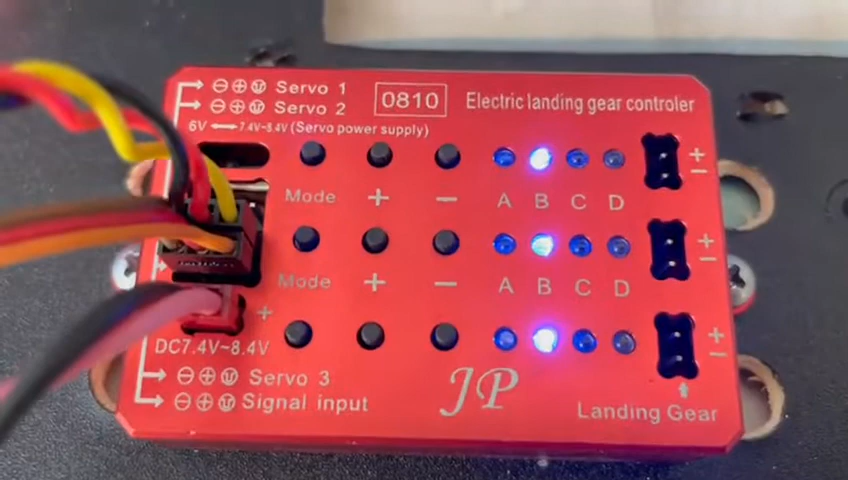 ⊖⊕ Servo 1
⊖⊕ Servo 2
0810
Electric landing gear controler
6V ⟷ 7.4V~8.4V (Servo power supply)
+
−
Mode + −
A B C D
+
−
Mode + −
A B C D
+
+
−
DC7.4V~8.4V
⊖⊕ Servo 3
⊖⊕ Signal input
JP
Landing Gear